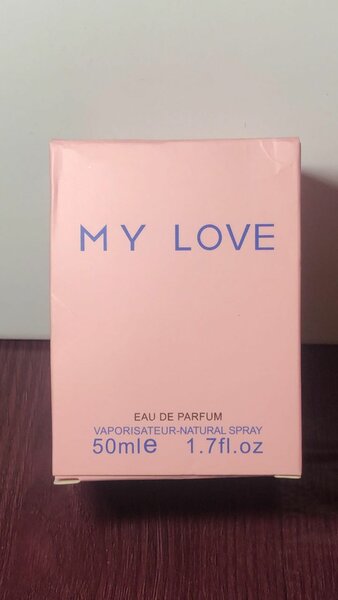 MY LOVE
EAU DE PARFUM
VAPORISATEUR-NATURAL SPRAY
50mle 1.7fl.oz